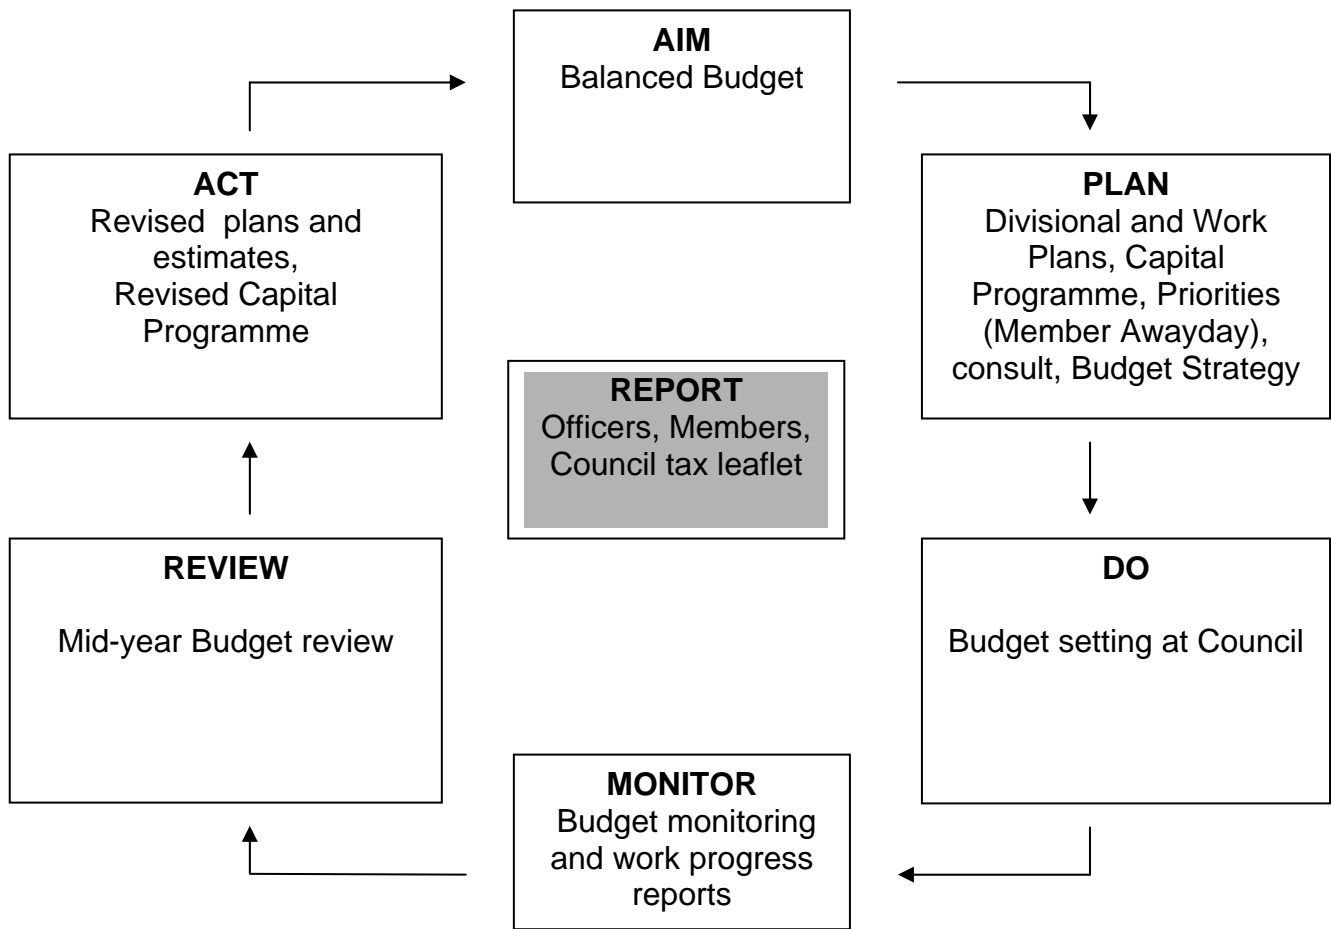 AIM
Balanced Budget
ACT
Revised plans and
estimates,
Revised Capital
Programme
PLAN
Divisional and Work
Plans, Capital
Programme, Priorities
(Member Awayday),
consult, Budget Strategy
REPORT
Officers, Members,
Council tax leaflet
REVIEW
Mid-year Budget review
DO
Budget setting at Council
MONITOR
Budget monitoring
and work progress
reports